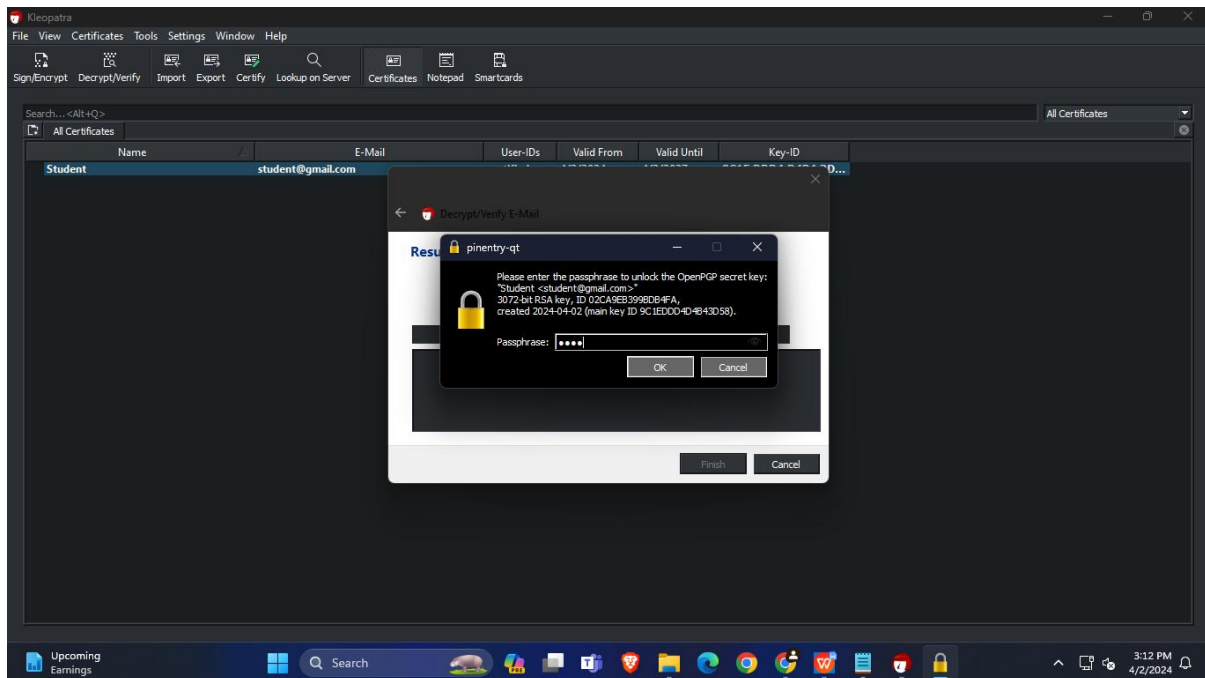 Kleopatra
File View Certificates Tools Settings Window Help
Sign/Encrypt Decrypt/Verify Import Export Certify Lookup on Server Certificates Notepad Smartcards
Search...<Alt+Q> All Certificates
All Certificates
Name E-Mail User-IDs Valid From Valid Until Key-ID
Student student@gmail.com
Decrypt/Verify E-Mail
Resu
pinentry-qt
Please enter the passphrase to unlock the OpenPGP secret key:
"Student <student@gmail.com>"
3072-bit RSA key, ID 02CA9EB399BDB4FA,
created 2024-04-02 (main key ID 9C1EDDD4D4B43D58).
Passphrase: ••••
OK Cancel
Finish Cancel
Upcoming
Earnings
Search
PRE
3:12 PM
4/2/2024